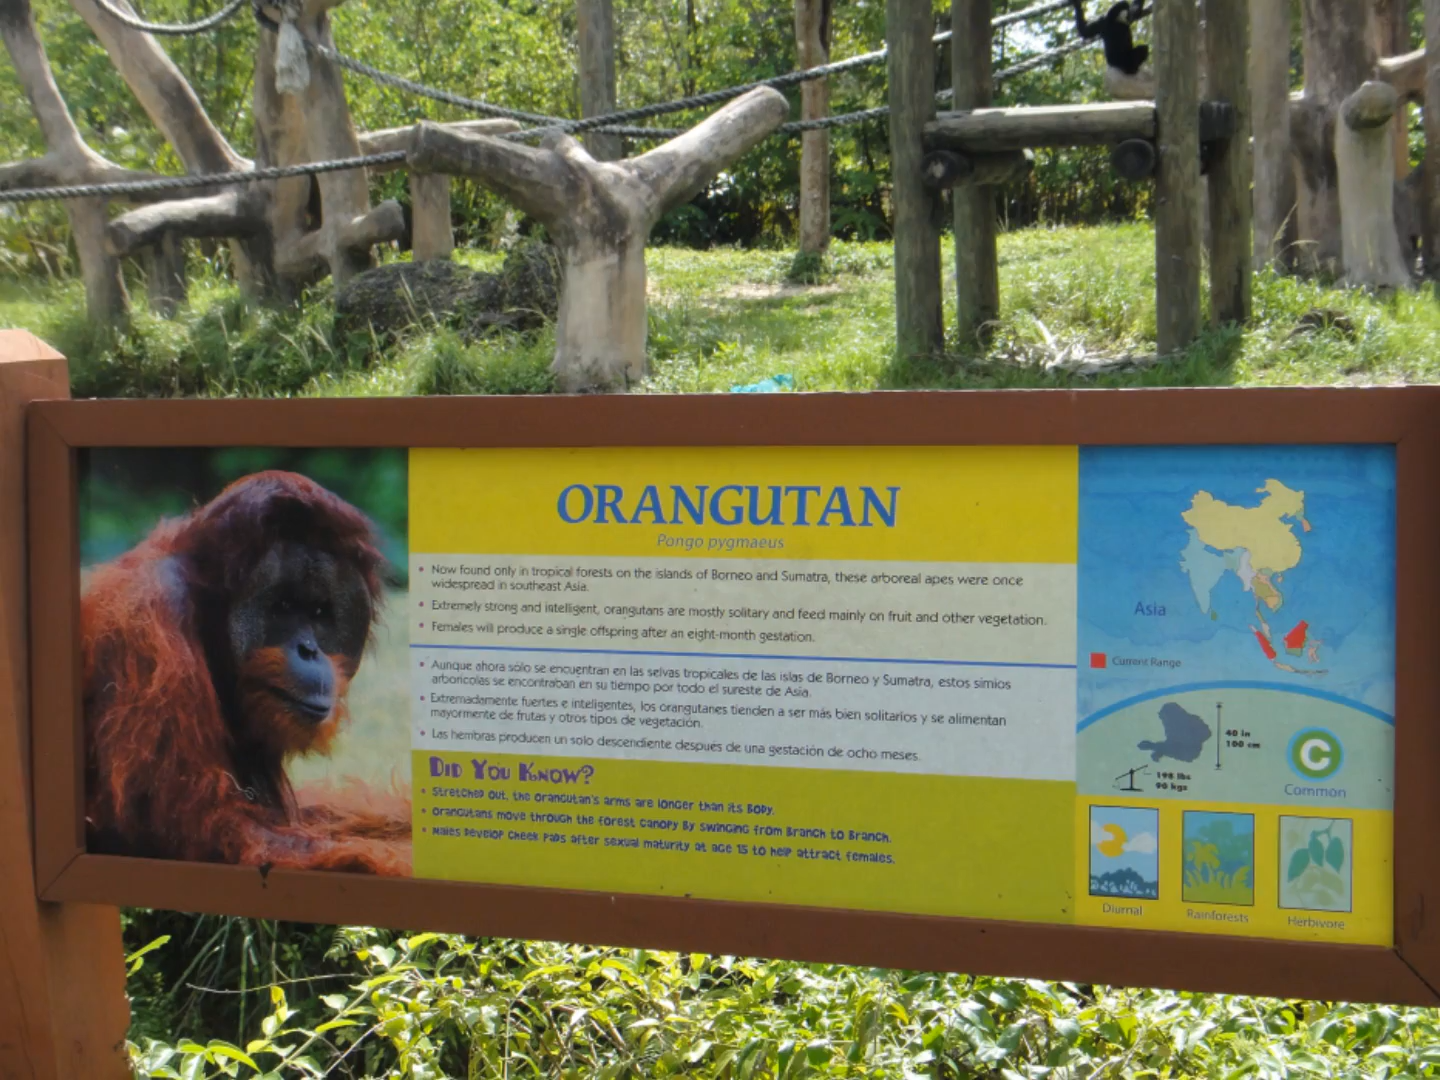 ORANGUTAN
Pongo pygmaeus
• Now found only in tropical forests on the islands of Borneo and Sumatra, these arboreal apes were once
widespread in southeast Asia.
• Extremely strong and intelligent, orangutans are mostly solitary and feed mainly on fruit and other vegetation.
• Females will produce a single offspring after an eight-month gestation.
• Aunque ahora solo se encuentran en las selvas tropicales de las islas de Borneo y Sumatra, estos simios
arborícolas se encontraban en su tiempo por todo el sureste de Asia.
• Extremadamente fuertes e inteligentes, los orangutanes tienden a ser más bien solitarios y se alimentan
mayormente de frutas y otros tipos de vegetación.
• Las hembras producen un solo descendiente después de una gestación de ocho meses.
DID YOU KNOW?
• Stretched out, the orangutan's arms are longer than its body.
• Orangutans move through the forest canopy by swinging from branch to branch.
• Males develop cheek pads after sexual maturity at age 15 to help attract females.
Asia
Current Range
40 in
100 cm
198 lbs
90 kgs
C
Common
Diurnal
Rainforests
Herbivore